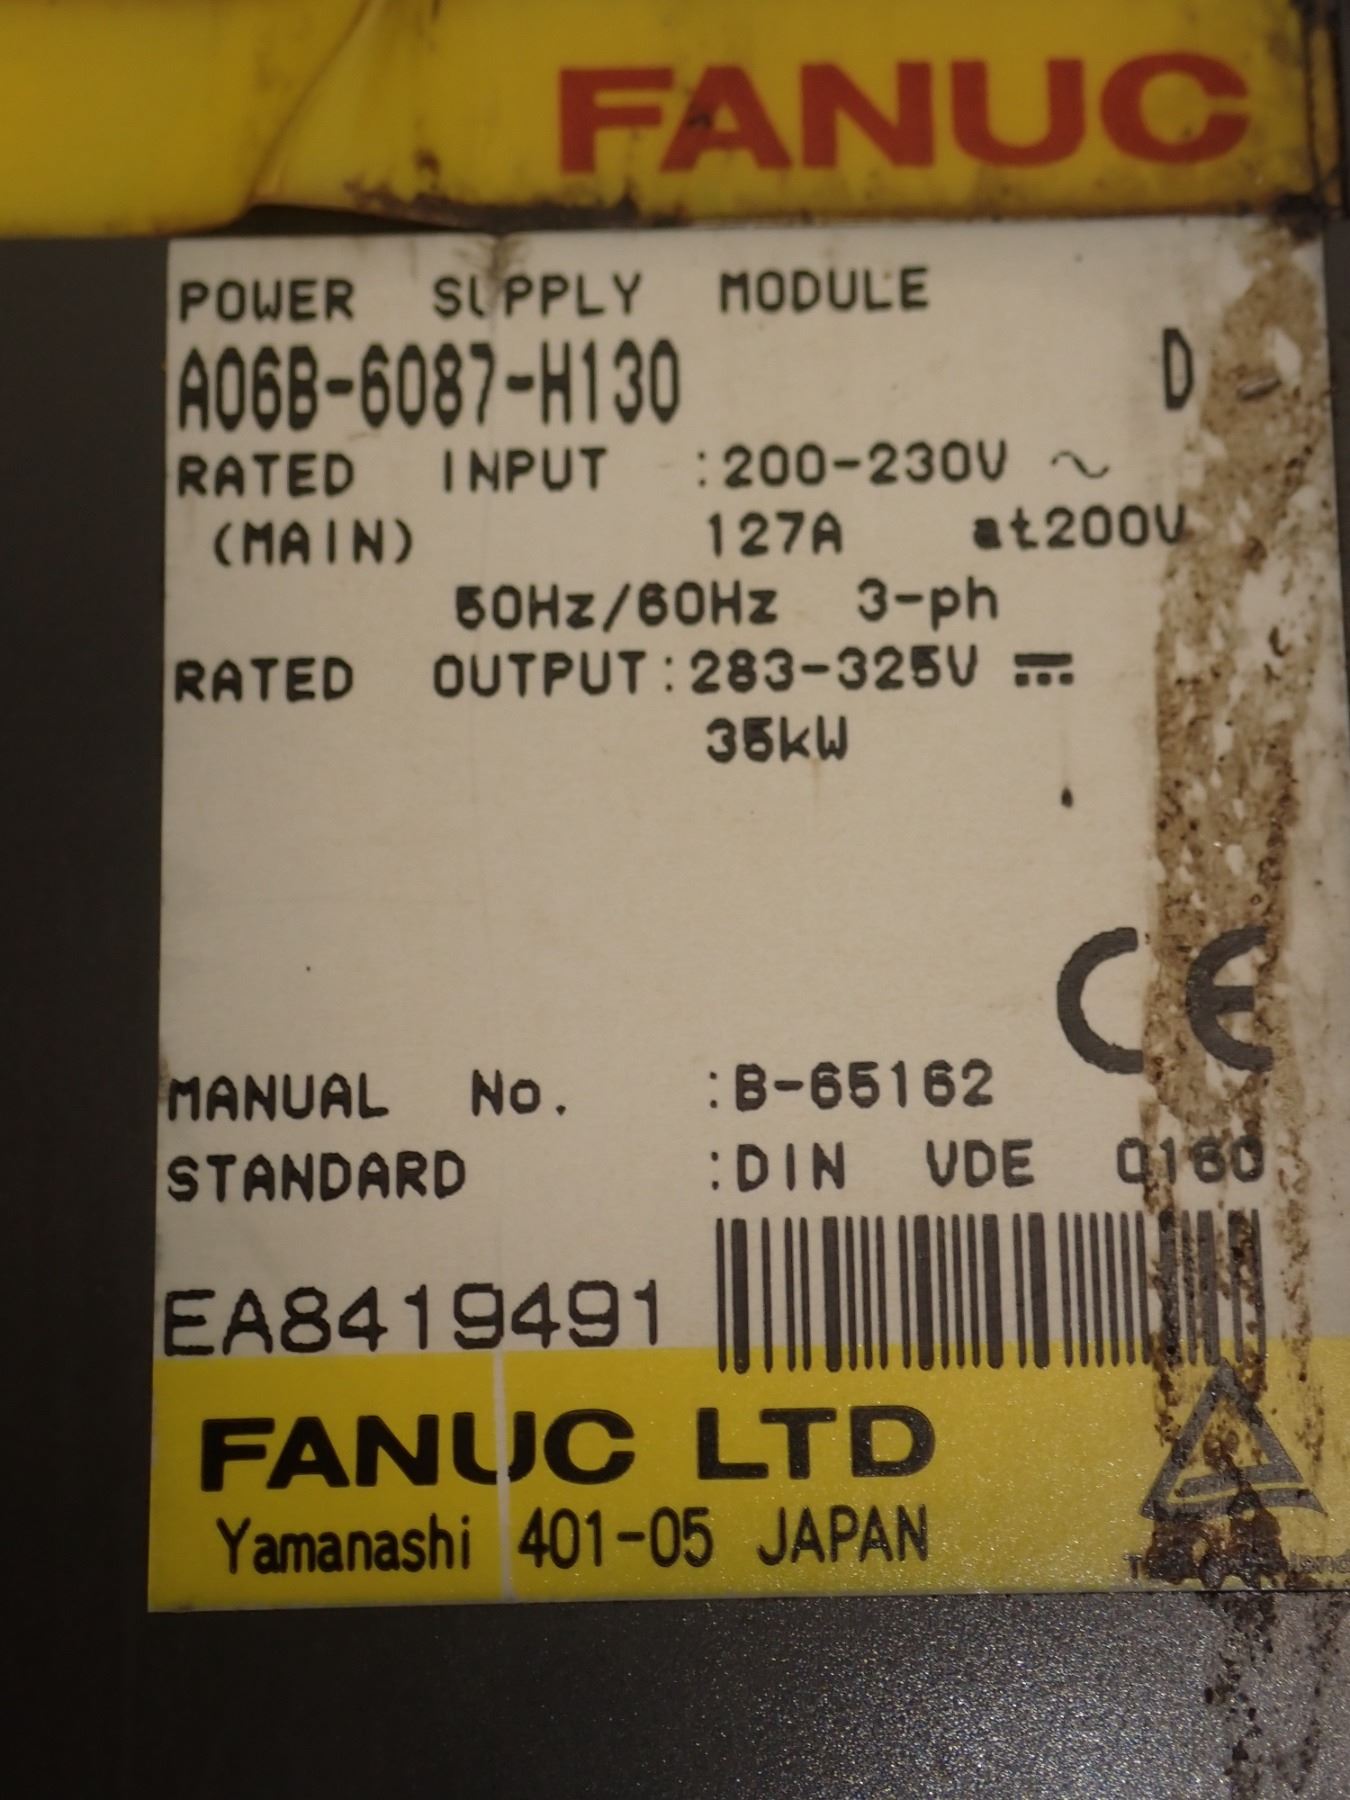 FANUC
POWER SUPPLY MODULE
A06B-6087-H130 D
RATED INPUT :200-230V ~
(MAIN) 127A at200V
50Hz/60Hz 3-ph
RATED OUTPUT:283-325V ⎓
35kW
CE
MANUAL No. :B-65162
STANDARD :DIN VDE 0160
EA8419491
FANUC LTD
Yamanashi 401-05 JAPAN